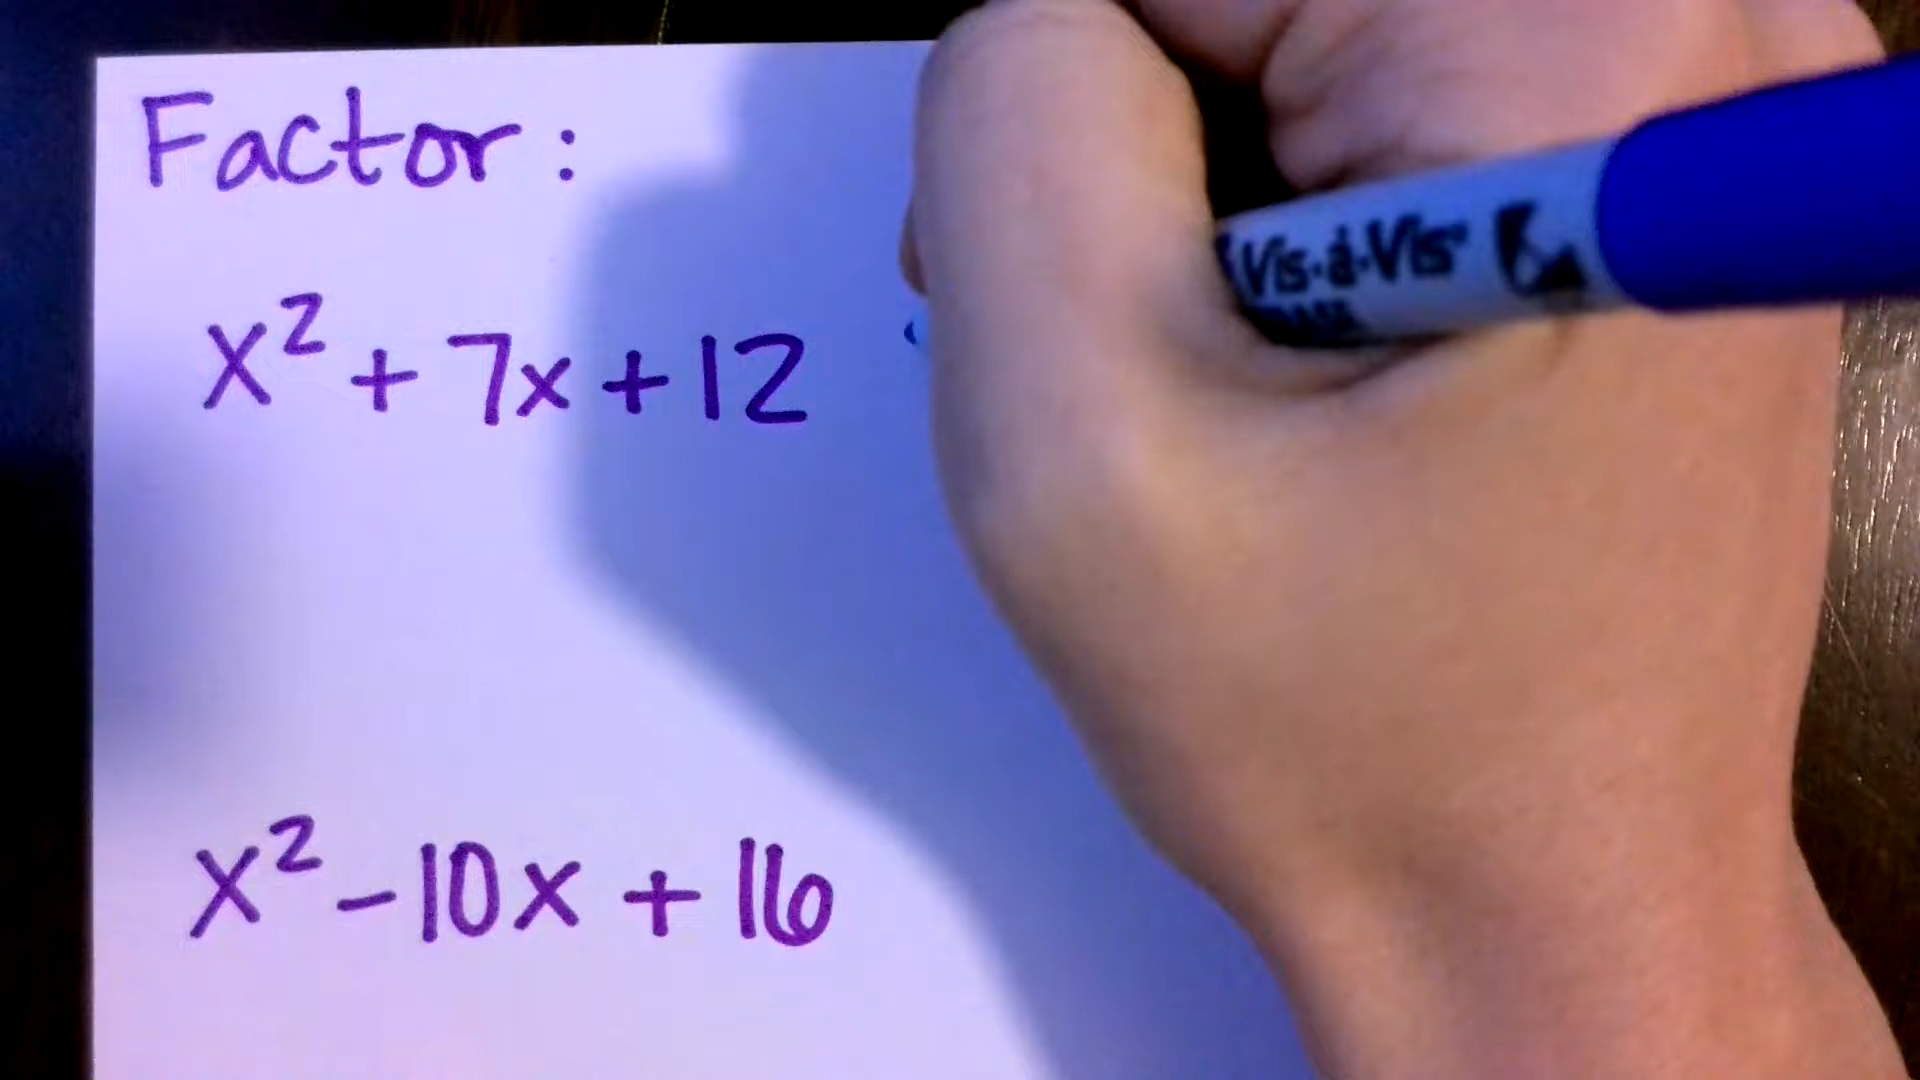 Factor:
x² + 7x + 12
Vis·à·Vis®
x² - 10x + 16